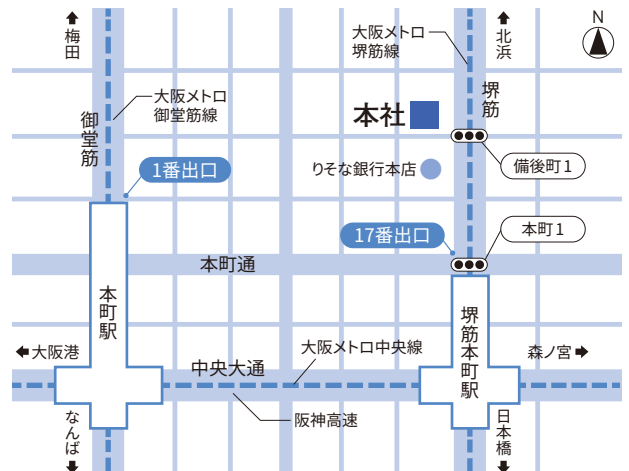 梅田
北浜
N
大阪メトロ
堺筋線
大阪メトロ
御堂筋線
御堂筋
堺筋
本社
りそな銀行本店
備後町1
1番出口
17番出口
本町1
本町通
本町駅
堺筋本町駅
大阪港
中央大通
大阪メトロ中央線
森ノ宮
阪神高速
なんば
日本橋